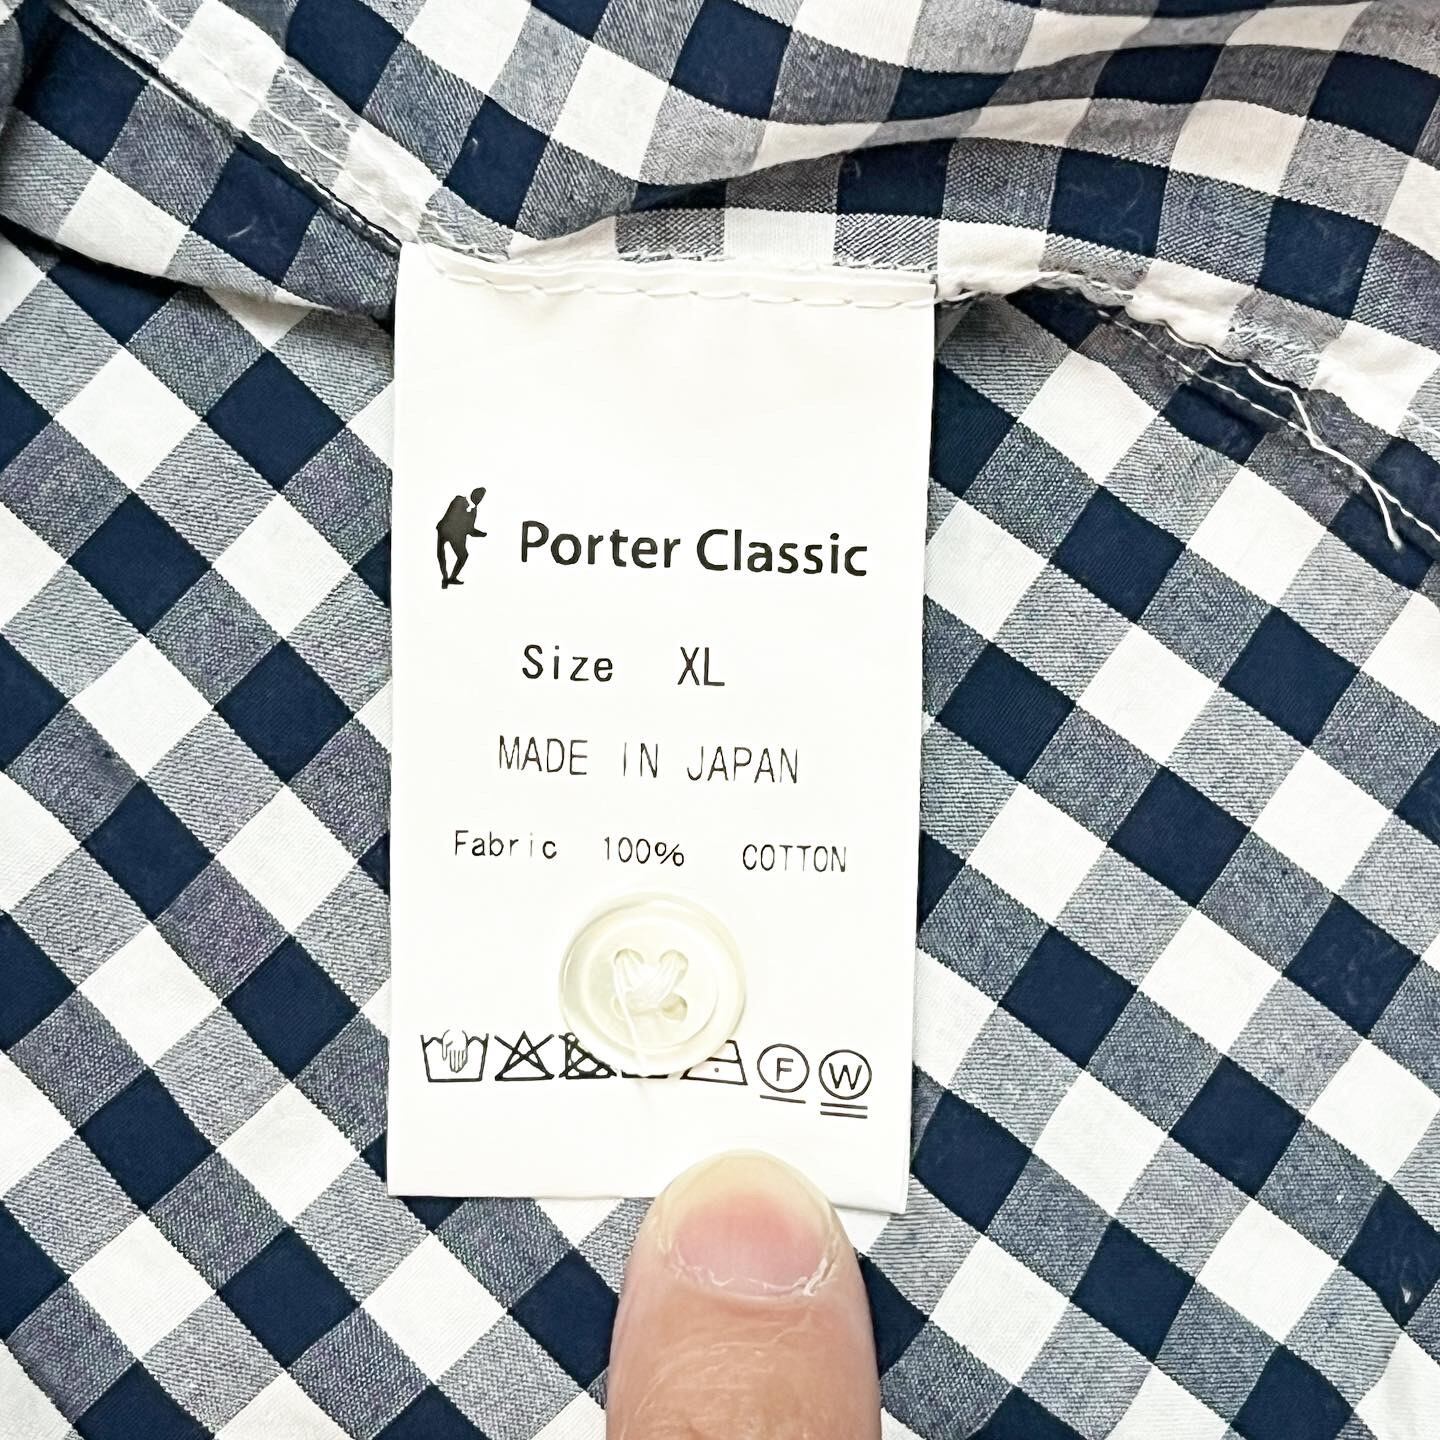 Porter Classic
Size XL
MADE IN JAPAN
Fabric 100% COTTON
F W